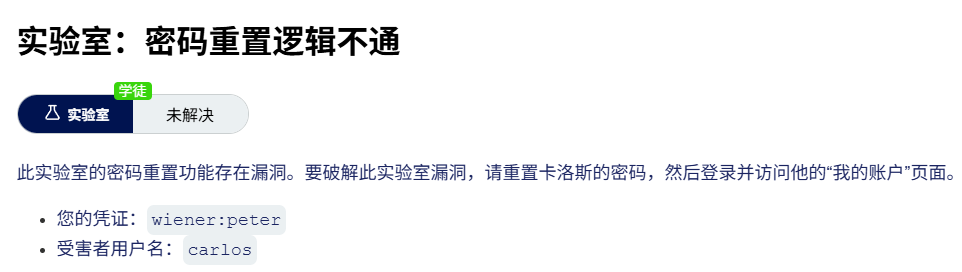 实验室：密码重置逻辑不通
学徒
实验室 未解决
此实验室的密码重置功能存在漏洞。要破解此实验室漏洞，请重置卡洛斯的密码，然后登录并访问他的“我的账户”页面。
您的凭证：wiener:peter
受害者用户名：carlos